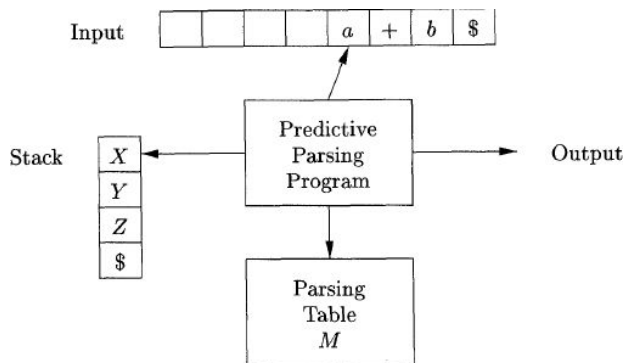 Input
a + b $
Predictive
Parsing
Program
Stack
X
Y
Z
$
Output
Parsing
Table
M